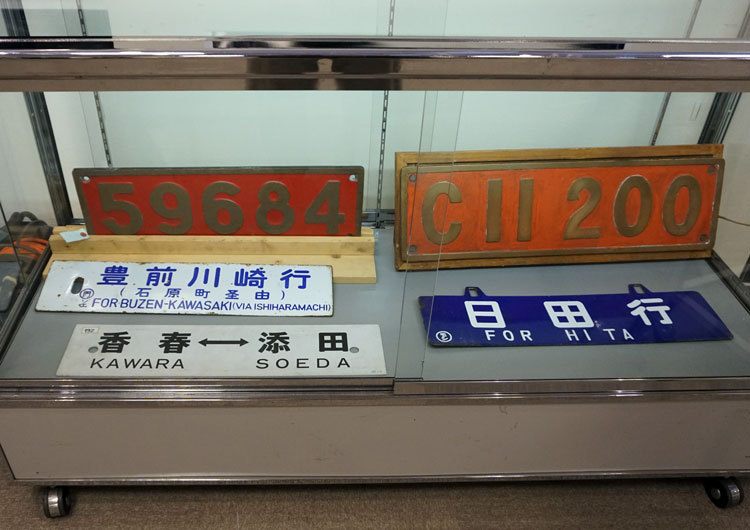 59684
C11 200
豊前川崎行
(石原町圣由)
FOR BUZEN-KAWASAKI (VIA ISHIHARAMACHI)
日田行
FOR HITA
香春↔添田
KAWARA SOEDA